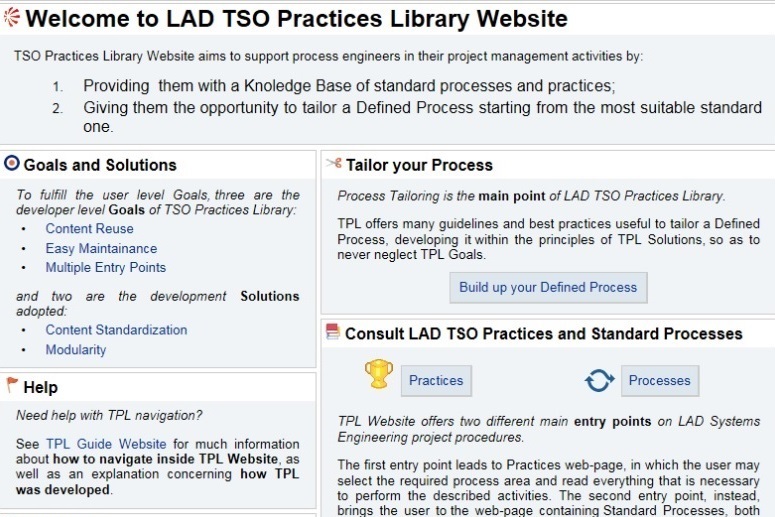 Welcome to LAD TSO Practices Library Website
TSO Practices Library Website aims to support process engineers in their project management activities by:
1. Providing them with a Knoledge Base of standard processes and practices;
2. Giving them the opportunity to tailor a Defined Process starting from the most suitable standard
one.
Goals and Solutions
To fulfill the user level Goals, three are the
developer level Goals of TSO Practices Library:
• Content Reuse
• Easy Maintainance
• Multiple Entry Points
and two are the development Solutions
adopted:
• Content Standardization
• Modularity
Help
Need help with TPL navigation?
See TPL Guide Website for much information
about how to navigate inside TPL Website, as
well as an explanation concerning how TPL
was developed.
Tailor your Process
Process Tailoring is the main point of LAD TSO Practices Library.
TPL offers many guidelines and best practices useful to tailor a Defined
Process, developing it within the principles of TPL Solutions, so as to
never neglect TPL Goals.
Build up your Defined Process
Consult LAD TSO Practices and Standard Processes
Practices
Processes
TPL Website offers two different main entry points on LAD Systems
Engineering project procedures.
The first entry point leads to Practices web-page, in which the user may
select the required process area and read everything that is necessary
to perform the described activities. The second entry point, instead,
brings the user to the web-page containing Standard Processes, both